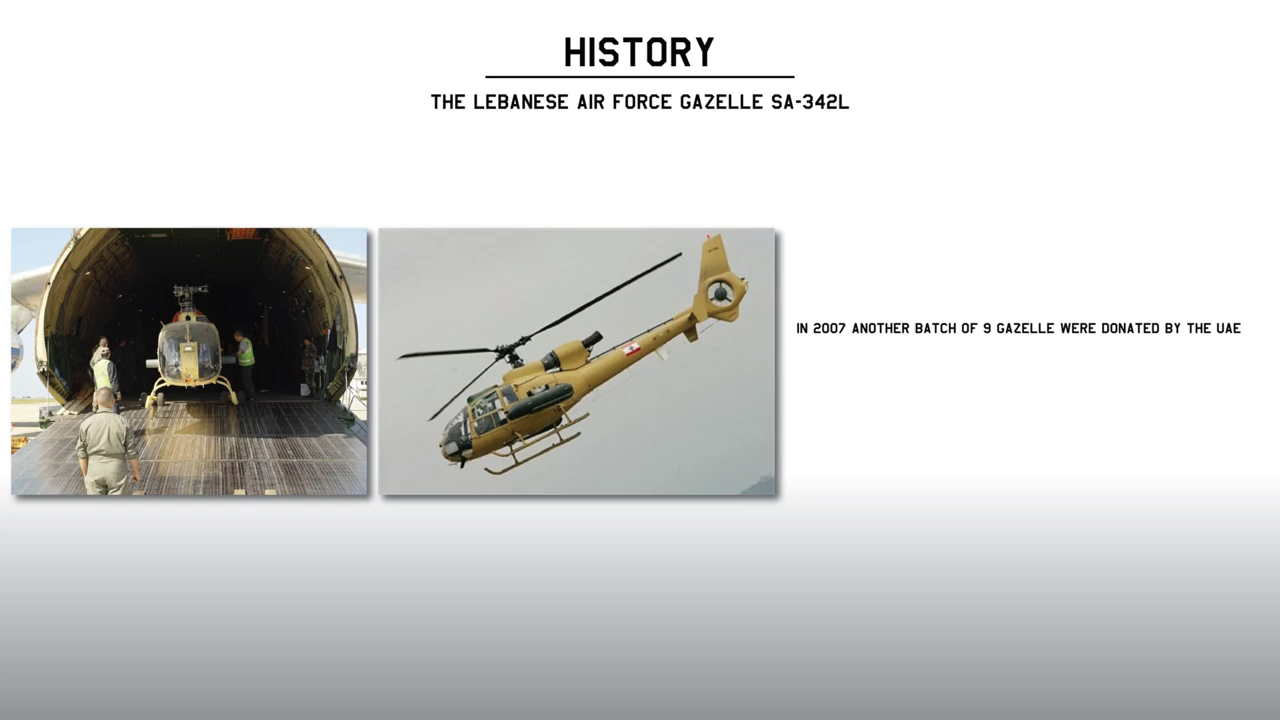 HISTORY
THE LEBANESE AIR FORCE GAZELLE SA-342L
IN 2007 ANOTHER BATCH OF 9 GAZELLE WERE DONATED BY THE UAE